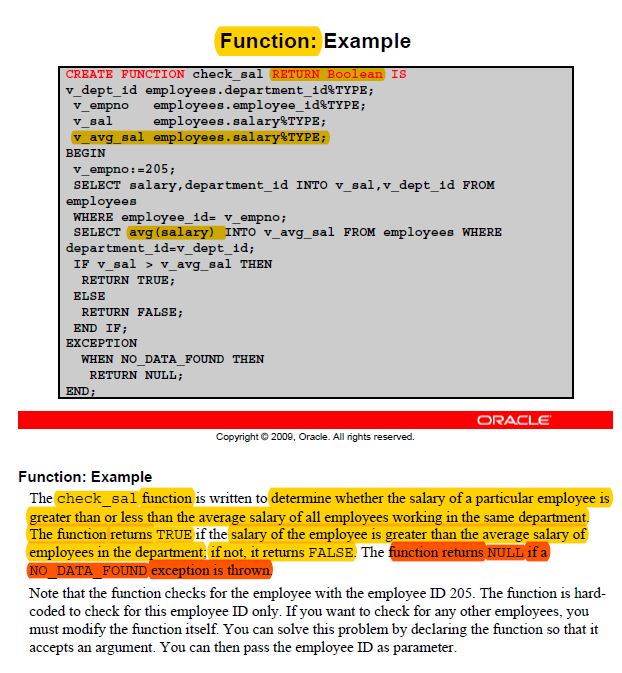 Function: Example
CREATE FUNCTION check_sal RETURN Boolean IS
v_dept_id employees.department_id%TYPE;
v_empno employees.employee_id%TYPE;
v_sal employees.salary%TYPE;
v_avg_sal employees.salary%TYPE;
BEGIN
v_empno:=205;
SELECT salary,department_id INTO v_sal,v_dept_id FROM
employees
WHERE employee_id= v_empno;
SELECT avg(salary) INTO v_avg_sal FROM employees WHERE
department_id=v_dept_id;
IF v_sal > v_avg_sal THEN
RETURN TRUE;
ELSE
RETURN FALSE;
END IF;
EXCEPTION
WHEN NO_DATA_FOUND THEN
RETURN NULL;
END;
ORACLE
Copyright © 2009, Oracle. All rights reserved.
Function: Example
The check_sal function is written to determine whether the salary of a particular employee is
greater than or less than the average salary of all employees working in the same department.
The function returns TRUE if the salary of the employee is greater than the average salary of
employees in the department; if not, it returns FALSE. The function returns NULL if a
NO_DATA_FOUND exception is thrown.
Note that the function checks for the employee with the employee ID 205. The function is hard-
coded to check for this employee ID only. If you want to check for any other employees, you
must modify the function itself. You can solve this problem by declaring the function so that it
accepts an argument. You can then pass the employee ID as parameter.